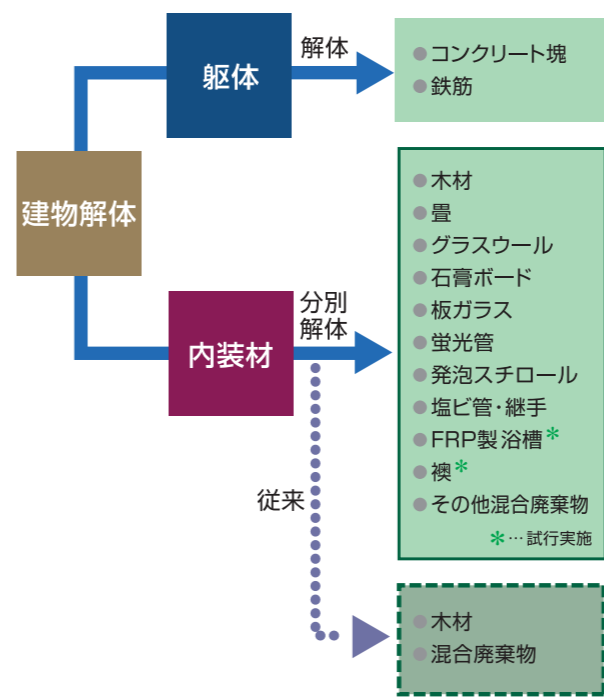 建物解体
躯体
解体
●コンクリート塊
●鉄筋
内装材
分別
解体
●木材
●畳
●グラスウール
●石膏ボード
●板ガラス
●蛍光管
●発泡スチロール
●塩ビ管・継手
●FRP製浴槽＊
●襖＊
●その他混合廃棄物
＊…試行実施
従来
●木材
●混合廃棄物